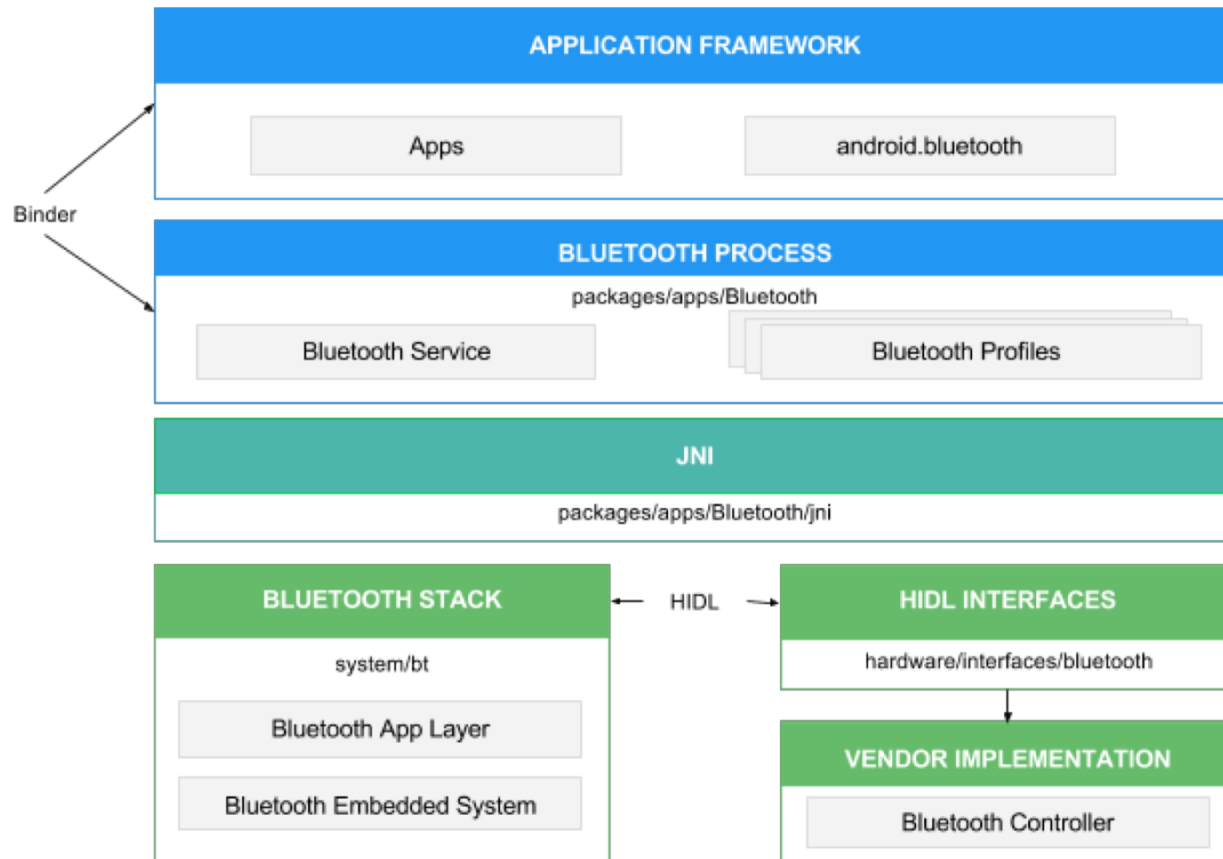 APPLICATION FRAMEWORK
Apps
android.bluetooth
Binder
BLUETOOTH PROCESS
packages/apps/Bluetooth
Bluetooth Service
Bluetooth Profiles
JNI
packages/apps/Bluetooth/jni
BLUETOOTH STACK
HIDL
HIDL INTERFACES
system/bt
hardware/interfaces/bluetooth
Bluetooth App Layer
VENDOR IMPLEMENTATION
Bluetooth Embedded System
Bluetooth Controller